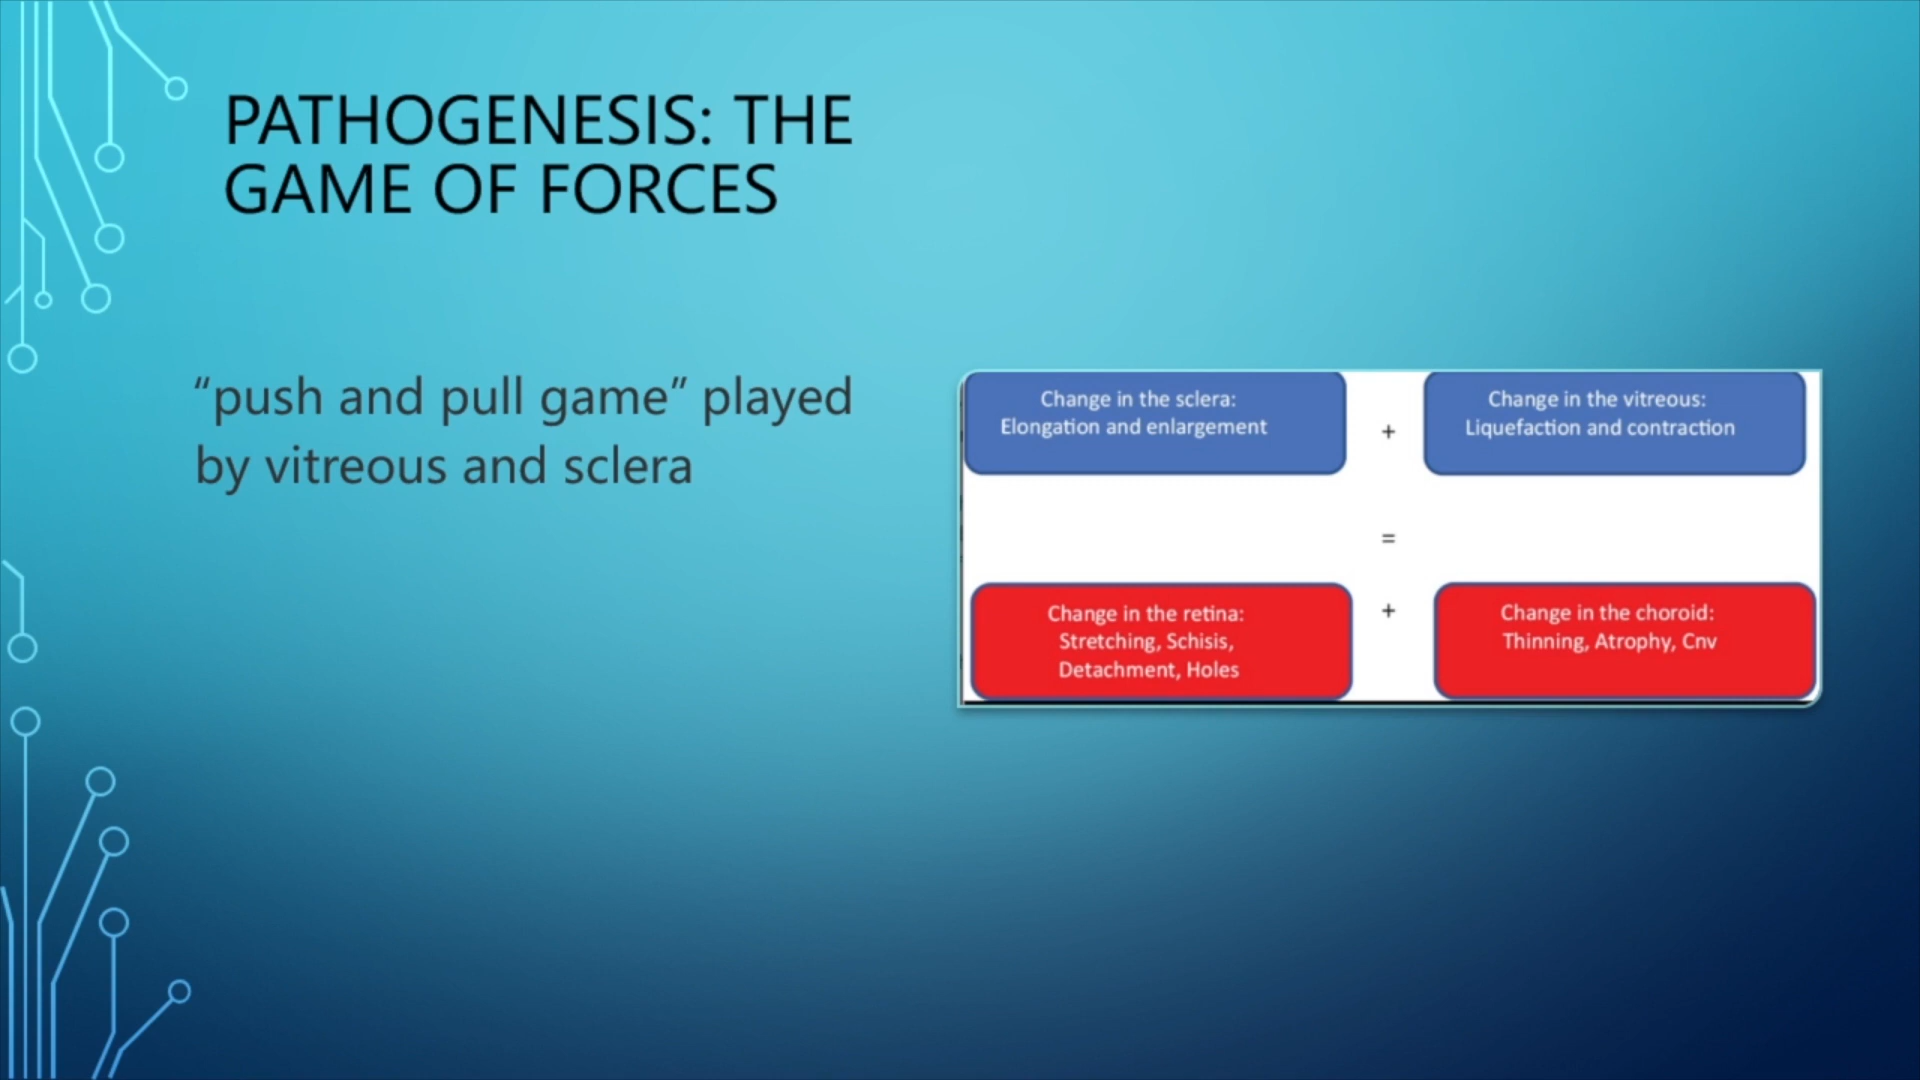 PATHOGENESIS: THE
GAME OF FORCES
“push and pull game” played
by vitreous and sclera
Change in the sclera:
Elongation and enlargement
+
Change in the vitreous:
Liquefaction and contraction
=
Change in the retina:
Stretching, Schisis,
Detachment, Holes
+
Change in the choroid:
Thinning, Atrophy, Cnv